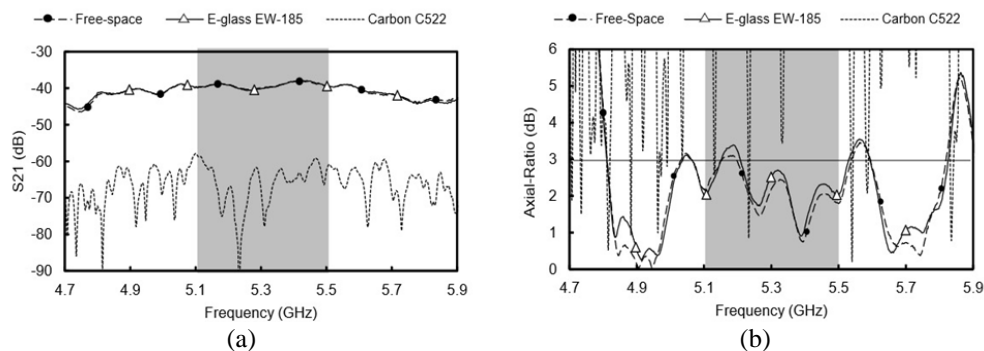 Free-space E-glass EW-185 Carbon C522
-30
-40
-50
-60
-70
-80
-90
S21 (dB)
4.7 4.9 5.1 5.3 5.5 5.7 5.9
Frequency (GHz)
(a)
Free-Space E-glass EW-185 Carbon C522
6
5
4
3
2
1
0
Axial-Ratio (dB)
4.7 4.9 5.1 5.3 5.5 5.7 5.9
Frequency (GHz)
(b)